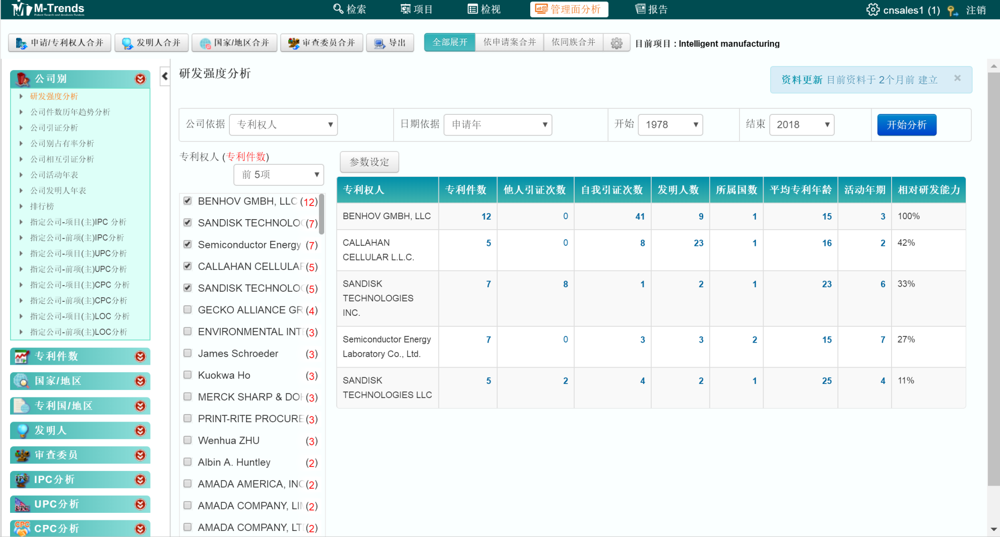 M-Trends
Patent Search and Analysis System
检索
项目
检视
管理面分析
报告
cnsales1 (1)
注销
申请/专利权人合并
发明人合并
国家/地区合并
审查委员合并
导出
全部展开
依申请案合并
依同族合并
目前项目 : Intelligent manufacturing
公司别
研发强度分析
公司件数历年趋势分析
公司引证分析
公司别占有率分析
公司相互引证分析
公司活动年表
公司发明人年表
排行榜
指定公司-项目(主)IPC 分析
指定公司-前项(主)IPC分析
指定公司-项目(主)UPC分析
指定公司-前项(主)UPC分析
指定公司-项目(主)CPC 分析
指定公司-前项(主)CPC分析
指定公司-项目(主)LOC 分析
指定公司-前项(主)LOC分析
专利件数
国家/地区
专利国/地区
发明人
审查委员
IPC分析
UPC分析
CPC分析
研发强度分析
资料更新 目前资料于 2个月前 建立 ×
公司依据 专利权人
日期依据 申请年
开始 1978
结束 2018
开始分析
专利权人 (专利件数)
前 5项
BENHOV GMBH, LLC (12)
SANDISK TECHNOLO (7)
Semiconductor Energy (7)
CALLAHAN CELLULAR (5)
SANDISK TECHNOLO (5)
GECKO ALLIANCE GR (4)
ENVIRONMENTAL INT (3)
James Schroeder (3)
Kuokwa Ho (3)
MERCK SHARP & DOH (3)
PRINT-RITE PROCURE (3)
Wenhua ZHU (3)
Albin A. Huntley (2)
AMADA AMERICA, INC (2)
AMADA COMPANY, LIM (2)
AMADA COMPANY, LT (2)
参数设定
专利权人 专利件数 他人引证次数 自我引证次数 发明人数 所属国数 平均专利年龄 活动年期 相对研发能力
BENHOV GMBH, LLC 12 0 41 9 1 15 3 100%
CALLAHAN 5 0 8 23 1 16 2 42%
CELLULAR L.L.C.
SANDISK 7 8 1 2 1 23 6 33%
TECHNOLOGIES
INC.
Semiconductor Energy 7 0 3 3 2 15 7 27%
Laboratory Co., Ltd.
SANDISK 5 2 4 2 1 25 4 11%
TECHNOLOGIES LLC